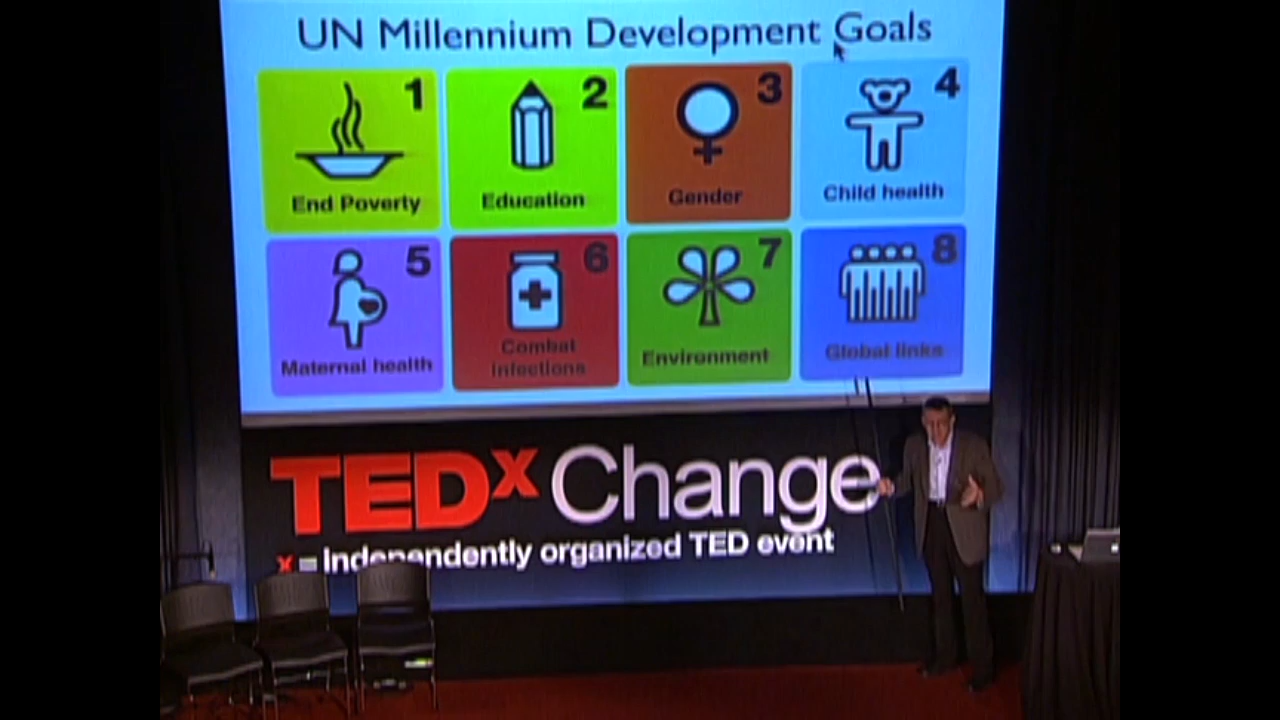 UN Millennium Development Goals
1
End Poverty
2
Education
3
Gender
4
Child health
5
Maternal health
6
Combat
infections
7
Environment
8
Global links
TEDx Change
x = independently organized TED event